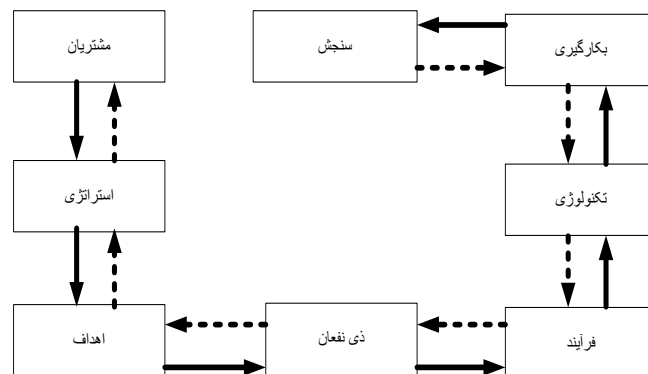 مشتریان
سنجش
بکارگیری
استراتژی
تکنولوژی
اهداف
ذی نفعان
فرآیند